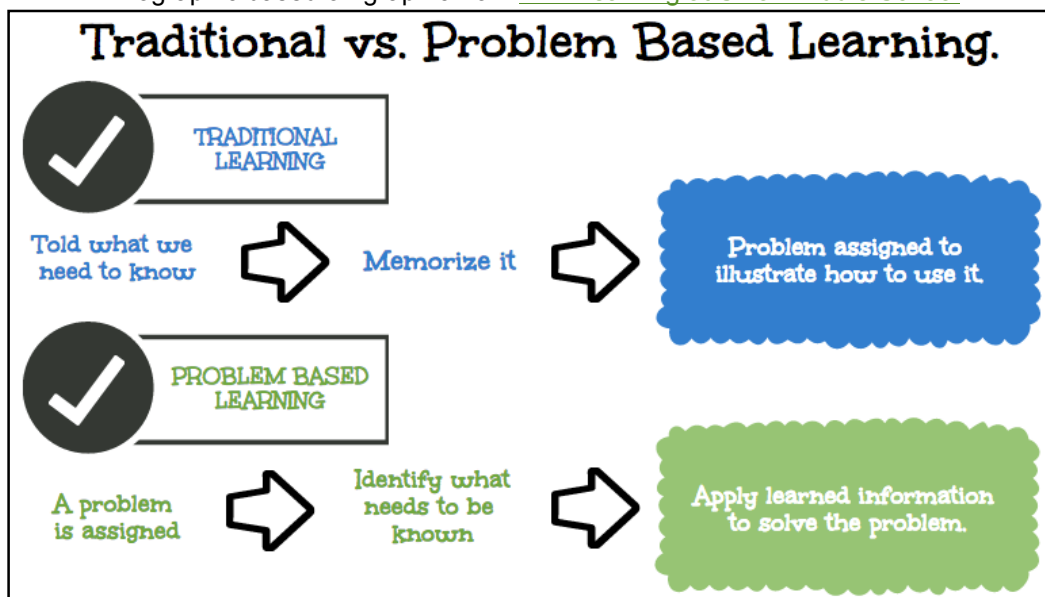 Traditional vs. Problem Based Learning.
TRADITIONAL
LEARNING
Told what we
need to know
Memorize it
Problem assigned to
illustrate how to use it.
PROBLEM BASED
LEARNING
A problem
is assigned
Identify what
needs to be
known
Apply learned information
to solve the problem.